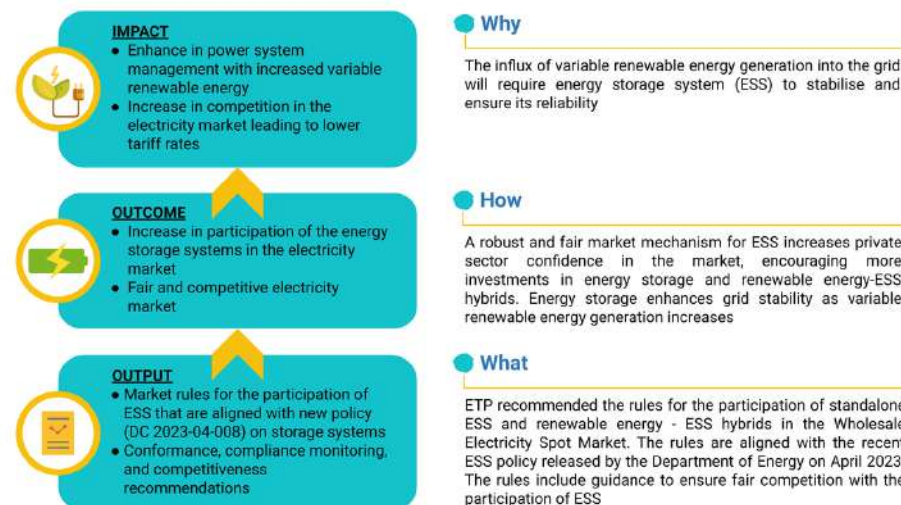 IMPACT
● Enhance in power system
management with increased variable
renewable energy
● Increase in competition in the
electricity market leading to lower
tariff rates
Why
The influx of variable renewable energy generation into the grid
will require energy storage system (ESS) to stabilise and
ensure its reliability
OUTCOME
● Increase in participation of the energy
storage systems in the electricity
market
● Fair and competitive electricity
market
How
A robust and fair market mechanism for ESS increases private
sector confidence in the market, encouraging more
investments in energy storage and renewable energy-ESS
hybrids. Energy storage enhances grid stability as variable
renewable energy generation increases
OUTPUT
● Market rules for the participation of
ESS that are aligned with new policy
(DC 2023-04-008) on storage systems
● Conformance, compliance monitoring,
and competitiveness
recommendations
What
ETP recommended the rules for the participation of standalone
ESS and renewable energy - ESS hybrids in the Wholesale
Electricity Spot Market. The rules are aligned with the recent
ESS policy released by the Department of Energy on April 2023
The rules include guidance to ensure fair competition with the
participation of ESS